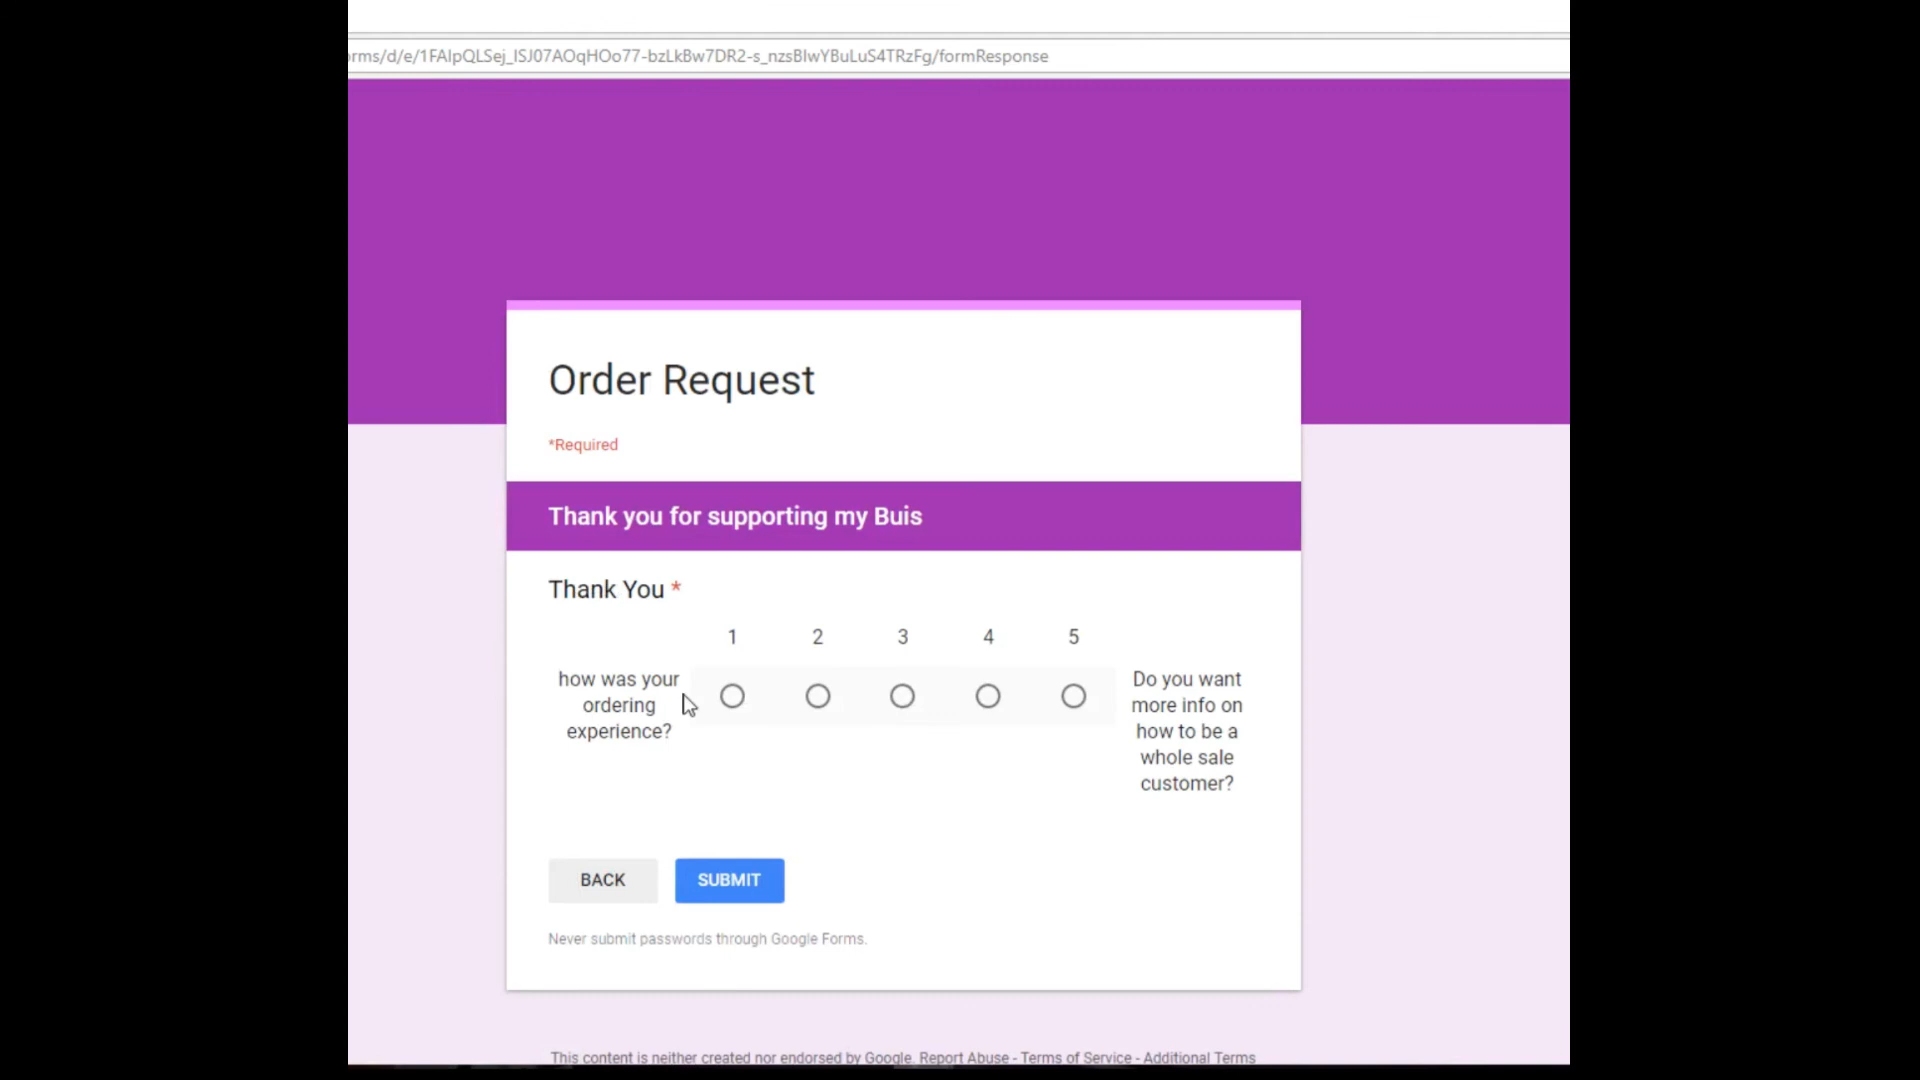 rms/d/e/1FAIpQLSej_ISJ07AOqHOo77-bzLkBw7DR2-s_nzsBIwYBuLuS4TRzFg/formResponse
Order Request
*Required
Thank you for supporting my Buis
Thank You *
1 2 3 4 5
how was your
ordering
experience?
Do you want
more info on
how to be a
whole sale
customer?
BACK SUBMIT
Never submit passwords through Google Forms.
This content is neither created nor endorsed by Google. Report Abuse - Terms of Service - Additional Terms